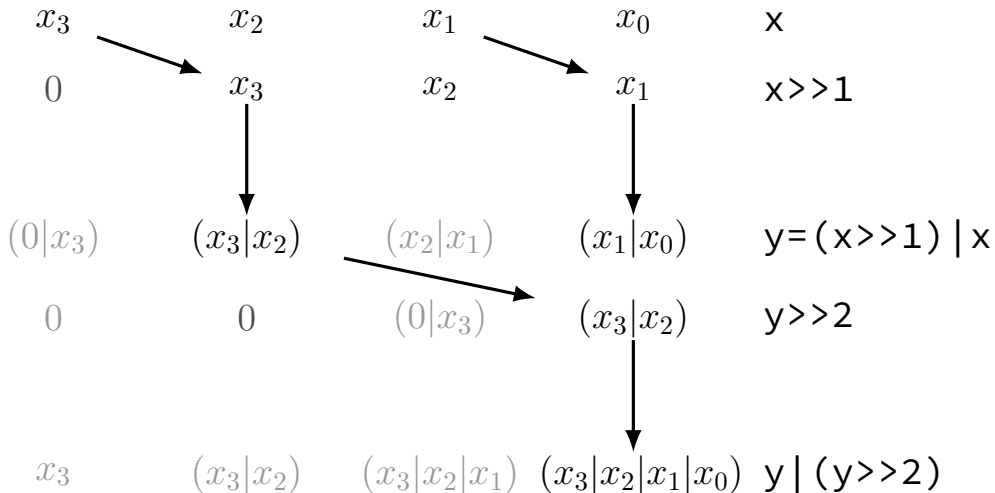 x₃ x₂ x₁ x₀ x
0 x₃ x₂ x₁ x>>1
(0|x₃) (x₃|x₂) (x₂|x₁) (x₁|x₀) y=(x>>1)|x
0 0 (0|x₃) (x₃|x₂) y>>2
x₃ (x₃|x₂) (x₃|x₂|x₁) (x₃|x₂|x₁|x₀) y|(y>>2)